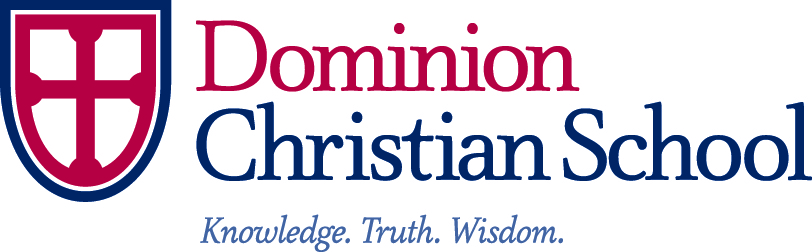 Dominion
Christian School
Knowledge. Truth. Wisdom.